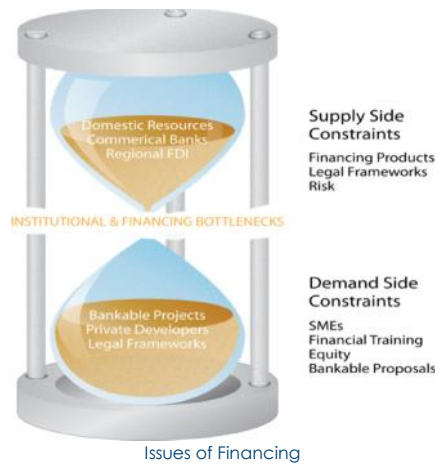 Domestic Resources
Commerical Banks
Regional FDI
Supply Side
Constraints
Financing Products
Legal Frameworks
Risk
INSTITUTIONAL & FINANCING BOTTLENECKS
Bankable Projects
Private Developers
Legal Frameworks
Demand Side
Constraints
SMEs
Financial Training
Equity
Bankable Proposals
Issues of Financing